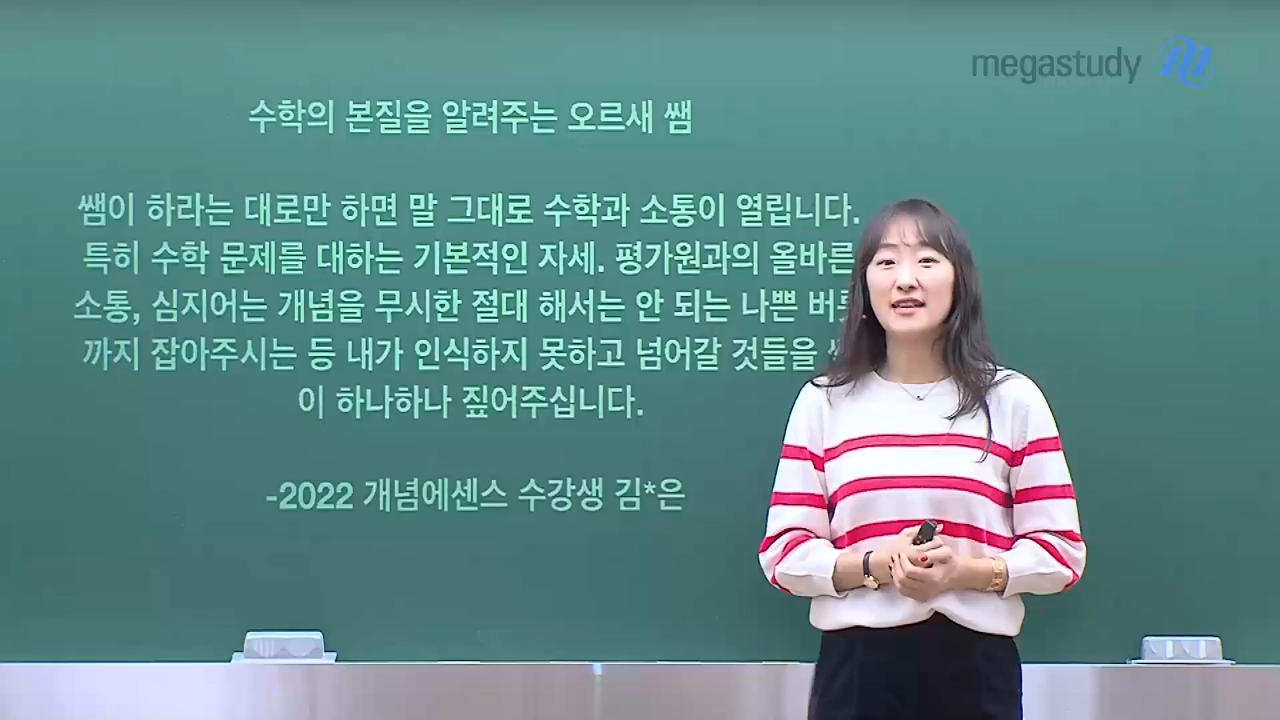 megastudy
수학의 본질을 알려주는 오르새 쌤
쌤이 하라는 대로만 하면 말 그대로 수학과 소통이 열립니다.
특히 수학 문제를 대하는 기본적인 자세. 평가원과의 올바른
소통, 심지어는 개념을 무시한 절대 해서는 안 되는 나쁜
까지 잡아주시는 등 내가 인식하지 못하고 넘어갈 것들을
이 하나하나 짚어주십니다.
-2022 개념에센스 수강생 김*은